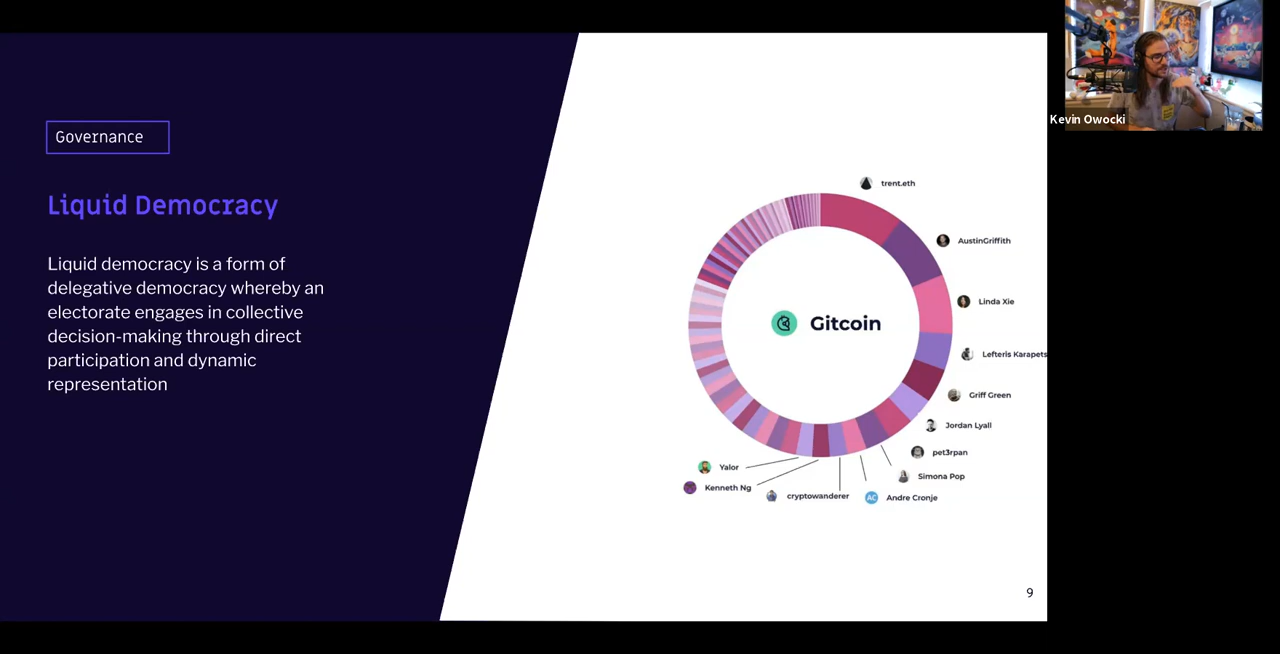 Governance
Liquid Democracy
Liquid democracy is a form of
delegative democracy whereby an
electorate engages in collective
decision-making through direct
participation and dynamic
representation
trent.eth
AustinGriffith
Linda Xie
Lefteris Karapets
Griff Green
Jordan Lyall
pet3rpan
Simona Pop
AC Andre Cronje
cryptowanderer
Kenneth Ng
Yalor
Gitcoin
9
Kevin Owocki